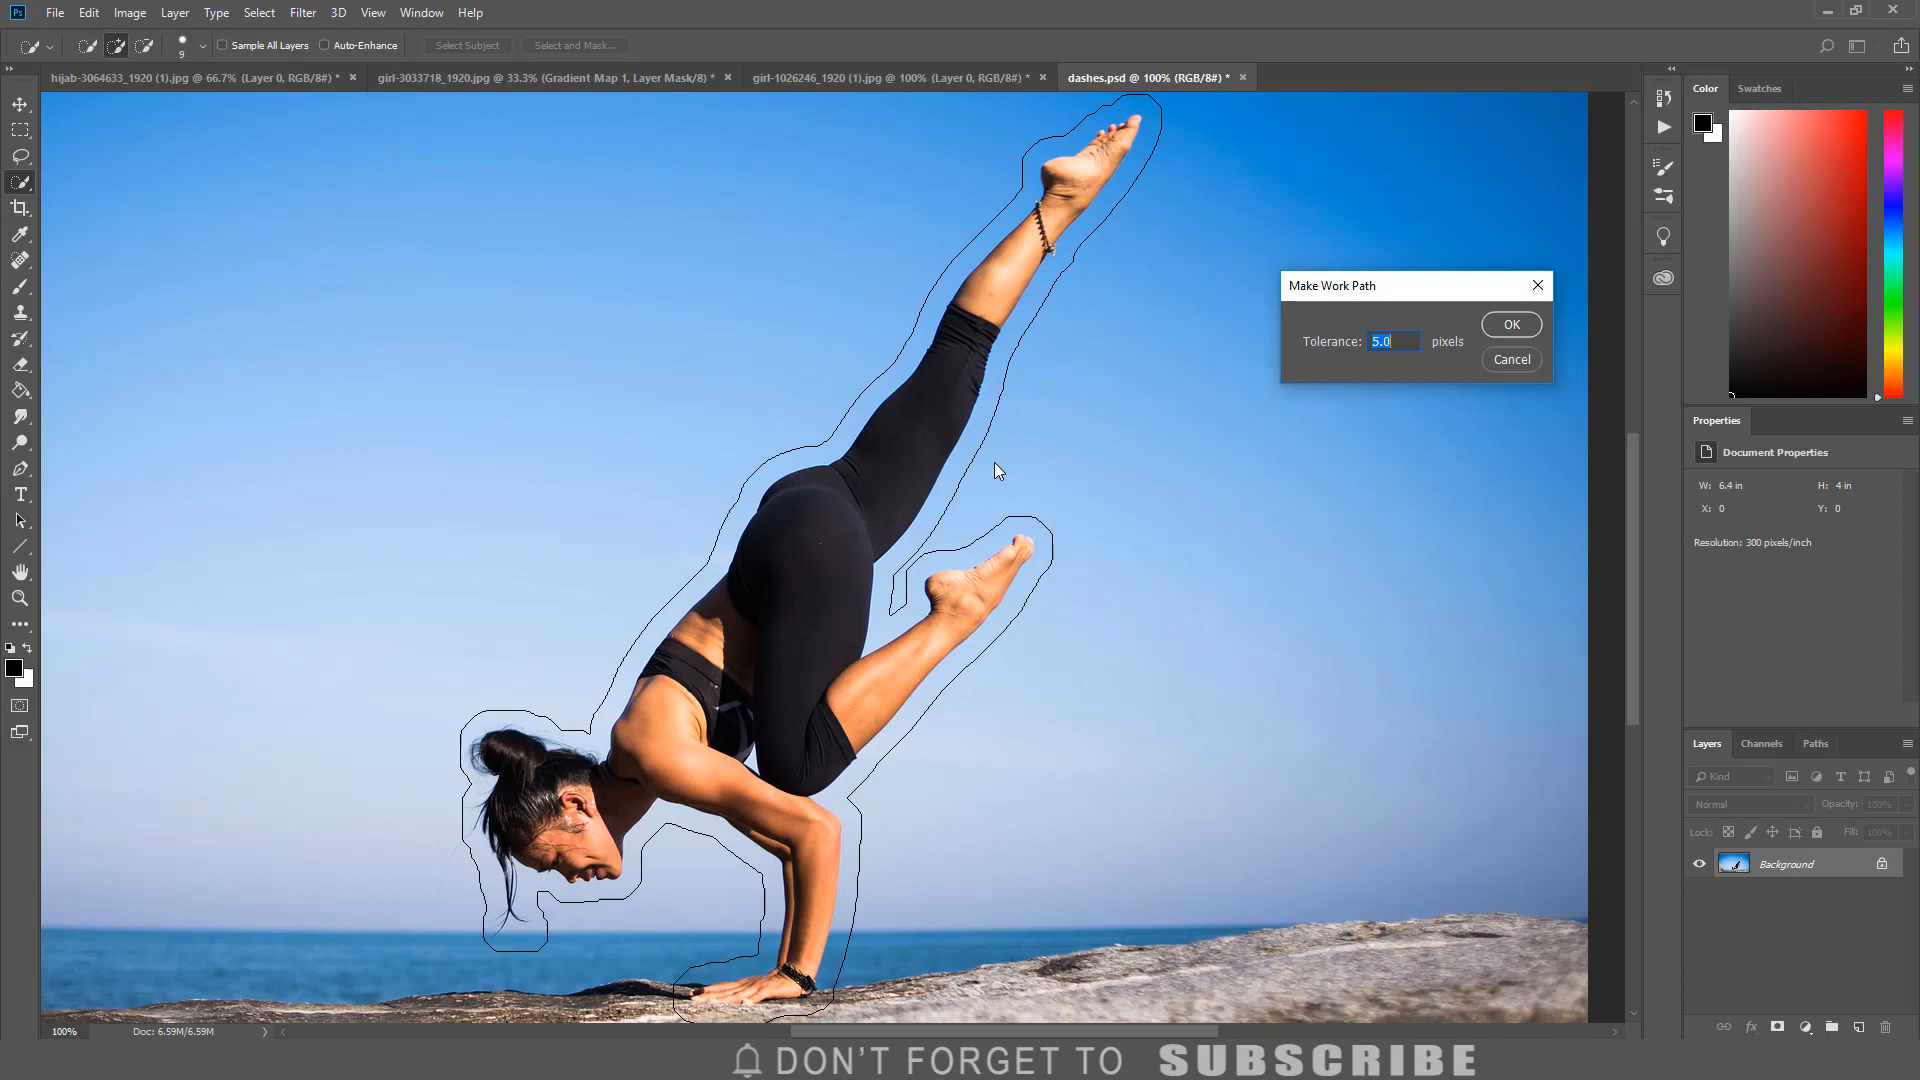 Ps File Edit Image Layer Type Select Filter 3D View Window Help
9 Sample All Layers Auto-Enhance Select Subject Select and Mask...
hijab-3064633_1920 (1).jpg @ 66.7% (Layer 0, RGB/8#) * girl-3033718_1920.jpg @ 33.3% (Gradient Map 1, Layer Mask/8) * girl-1026246_1920 (1).jpg @ 100% (Layer 0, RGB/8#) * dashes.psd @ 100% (RGB/8#) *
Color Swatches
Make Work Path
OK
Tolerance: 5.0 pixels
Cancel
Properties
Document Properties
W: 6.4 in H: 4 in
X: 0 Y: 0
Resolution: 300 pixels/inch
Layers Channels Paths
Kind
Normal Opacity: 100%
Lock: Fill: 100%
Background
100% Doc: 6.59M/6.59M
DON'T FORGET TO SUBSCRIBE